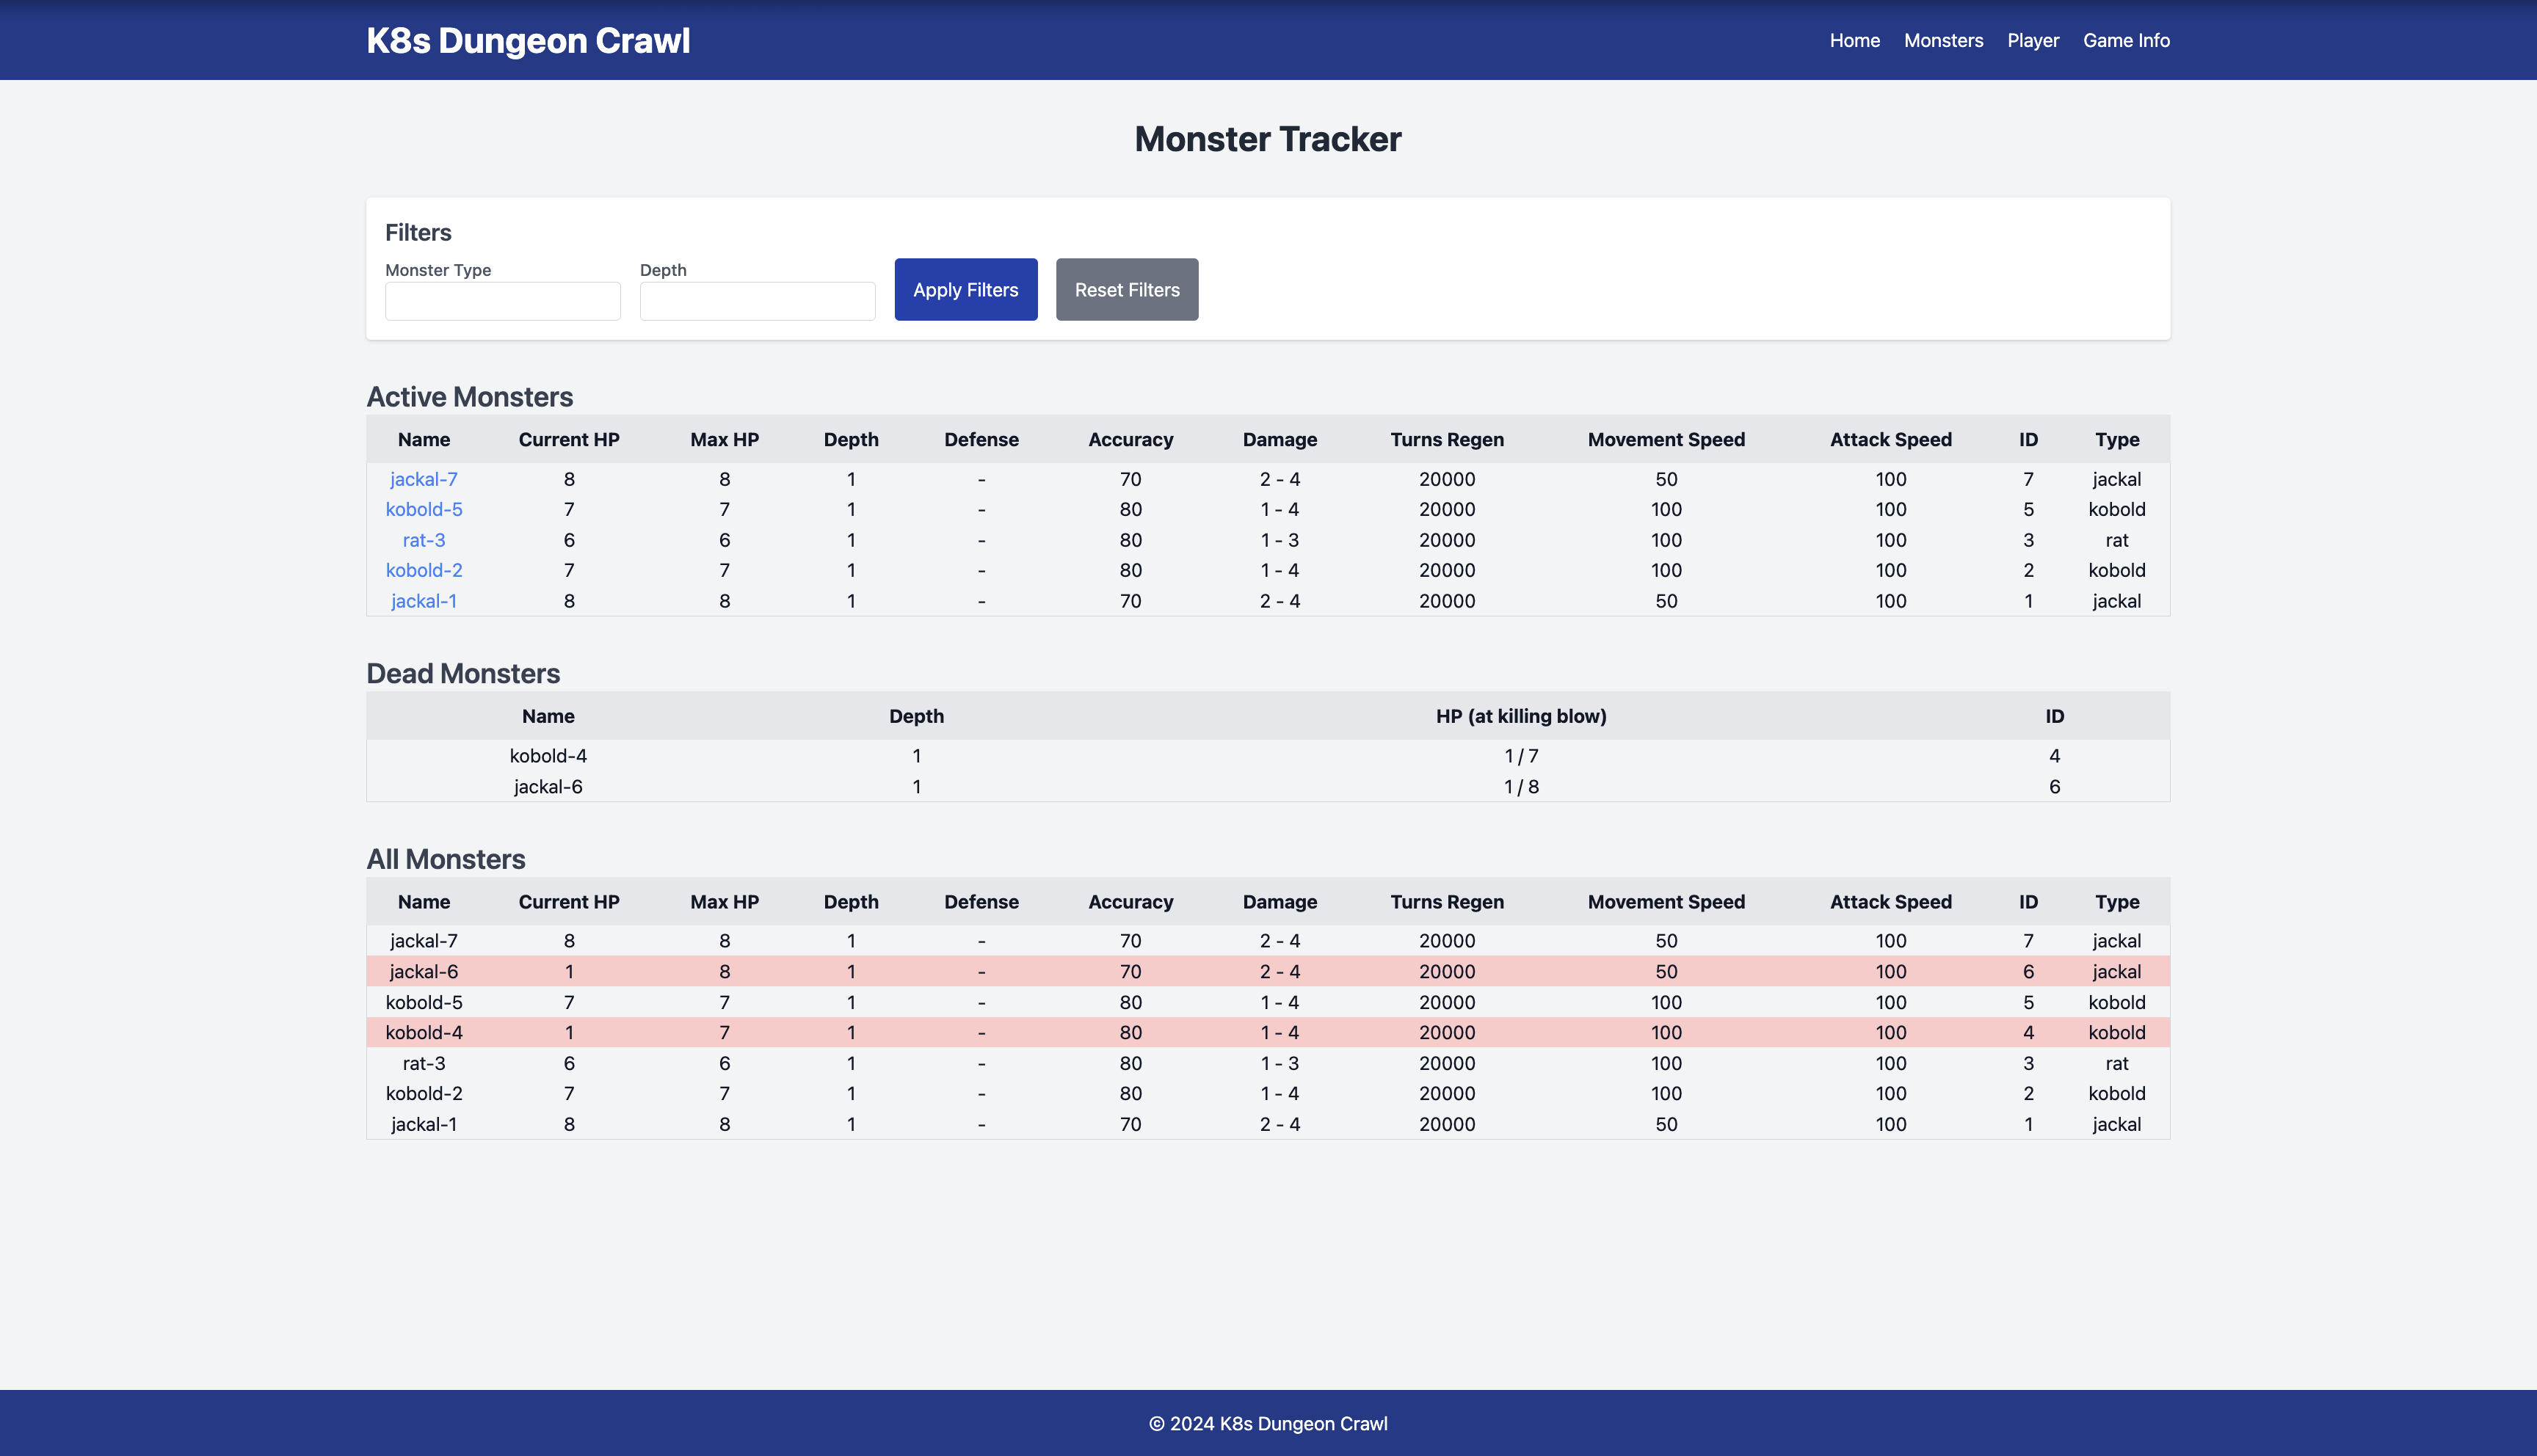 K8s Dungeon Crawl
Home Monsters Player Game Info
Monster Tracker
Filters
Monster Type Depth
Apply Filters Reset Filters
Active Monsters
Name Current HP Max HP Depth Defense Accuracy Damage Turns Regen Movement Speed Attack Speed ID Type
jackal-7 8 8 1 - 70 2 - 4 20000 50 100 7 jackal
kobold-5 7 7 1 - 80 1 - 4 20000 100 100 5 kobold
rat-3 6 6 1 - 80 1 - 3 20000 100 100 3 rat
kobold-2 7 7 1 - 80 1 - 4 20000 100 100 2 kobold
jackal-1 8 8 1 - 70 2 - 4 20000 50 100 1 jackal
Dead Monsters
Name Depth HP (at killing blow) ID
kobold-4 1 1 / 7 4
jackal-6 1 1 / 8 6
All Monsters
Name Current HP Max HP Depth Defense Accuracy Damage Turns Regen Movement Speed Attack Speed ID Type
jackal-7 8 8 1 - 70 2 - 4 20000 50 100 7 jackal
jackal-6 1 8 1 - 70 2 - 4 20000 50 100 6 jackal
kobold-5 7 7 1 - 80 1 - 4 20000 100 100 5 kobold
kobold-4 1 7 1 - 80 1 - 4 20000 100 100 4 kobold
rat-3 6 6 1 - 80 1 - 3 20000 100 100 3 rat
kobold-2 7 7 1 - 80 1 - 4 20000 100 100 2 kobold
jackal-1 8 8 1 - 70 2 - 4 20000 50 100 1 jackal
© 2024 K8s Dungeon Crawl